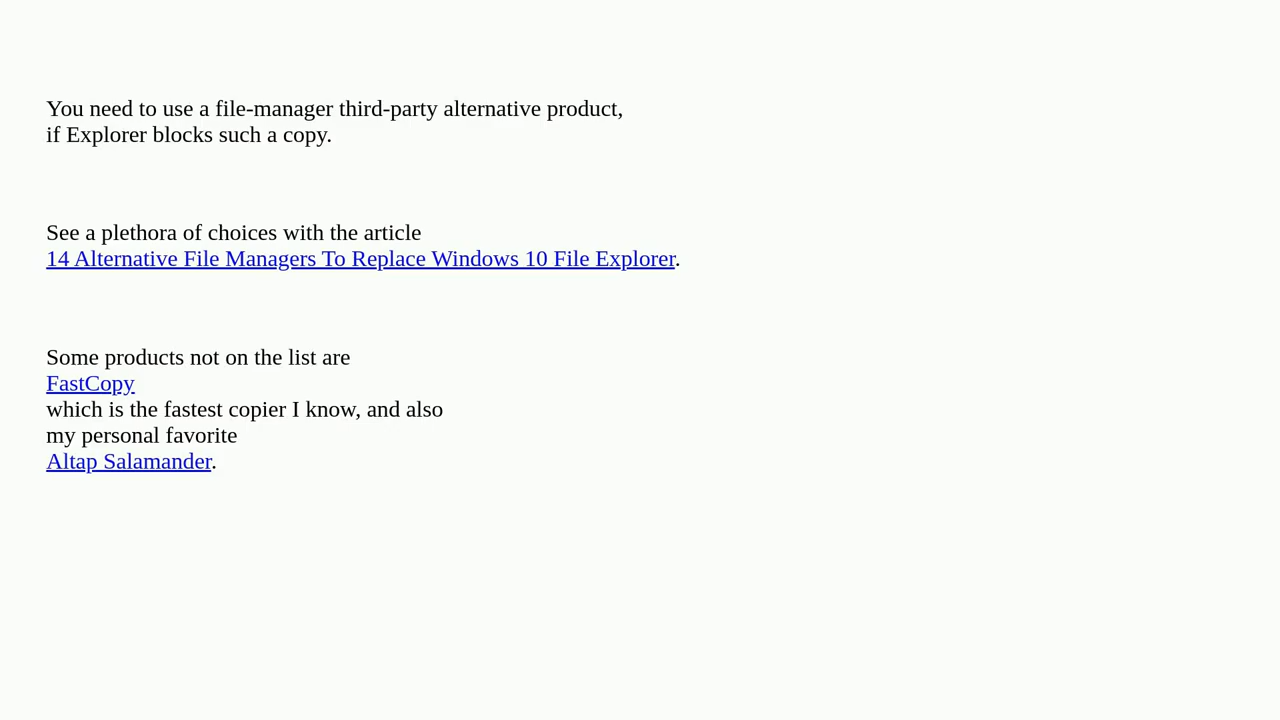 You need to use a file-manager third-party alternative product,
if Explorer blocks such a copy.
See a plethora of choices with the article
14 Alternative File Managers To Replace Windows 10 File Explorer.
Some products not on the list are
FastCopy
which is the fastest copier I know, and also
my personal favorite
Altap Salamander.